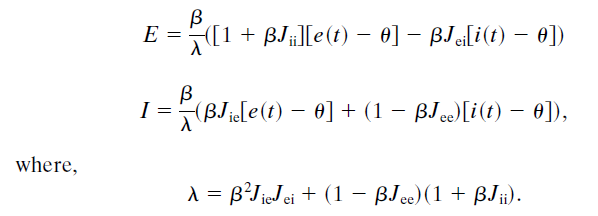 E = β/λ([1 + βJ_ii][e(t) − θ] − βJ_ei[i(t) − θ])
I = β/λ(βJ_ie[e(t) − θ] + (1 − βJ_ee)[i(t) − θ]),
where,
λ = β²J_ieJ_ei + (1 − βJ_ee)(1 + βJ_ii).